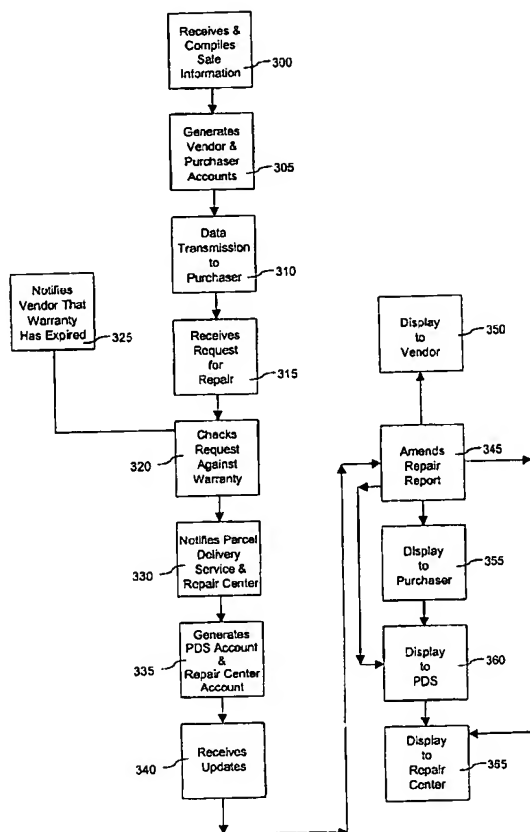 Receives &
Compiles
Sale
Information
300
Generates
Vendor &
Purchaser
Accounts
305
Data
Transmission
to
Purchaser
310
Notifies
Vendor That
Warranty
Has Expired
325
Receives
Request
for
Repair
315
Checks
Request
Against
Warranty
320
Notifies Parcel
Delivery
Service &
Repair Center
330
Generates
PDS Account
&
Repair Center
Account
335
Receives
Updates
340
Display
to
Vendor
350
Amends
Repair
Report
345
Display
to
Purchaser
355
Display
to
PDS
360
Display
to
Repair
Center
365